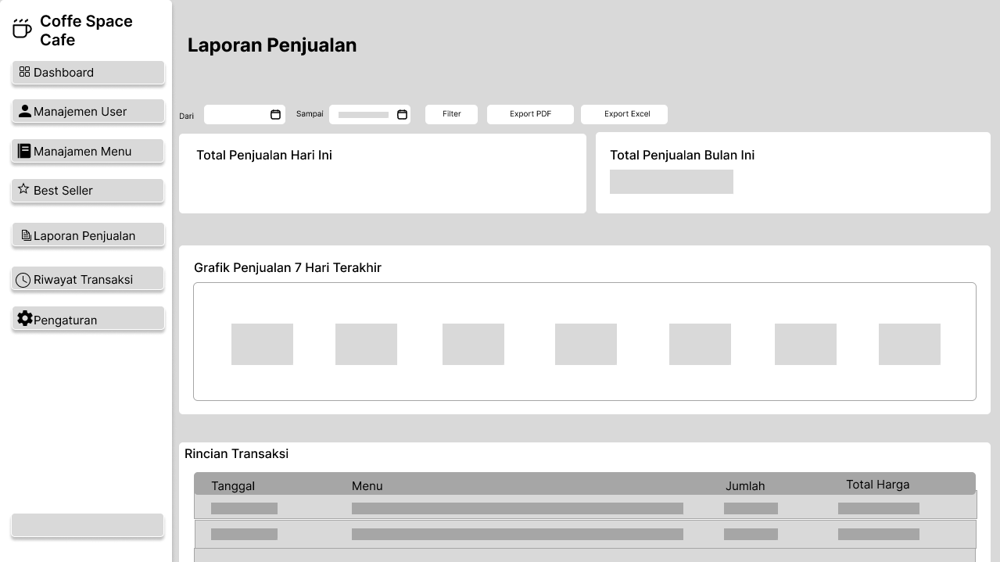 Coffe Space
Cafe
Dashboard
Manajemen User
Manajamen Menu
Best Seller
Laporan Penjualan
Riwayat Transaksi
Pengaturan
Laporan Penjualan
Dari
Sampai
Filter
Export PDF
Export Excel
Total Penjualan Hari Ini
Total Penjualan Bulan Ini
Grafik Penjualan 7 Hari Terakhir
Rincian Transaksi
Tanggal
Menu
Jumlah
Total Harga